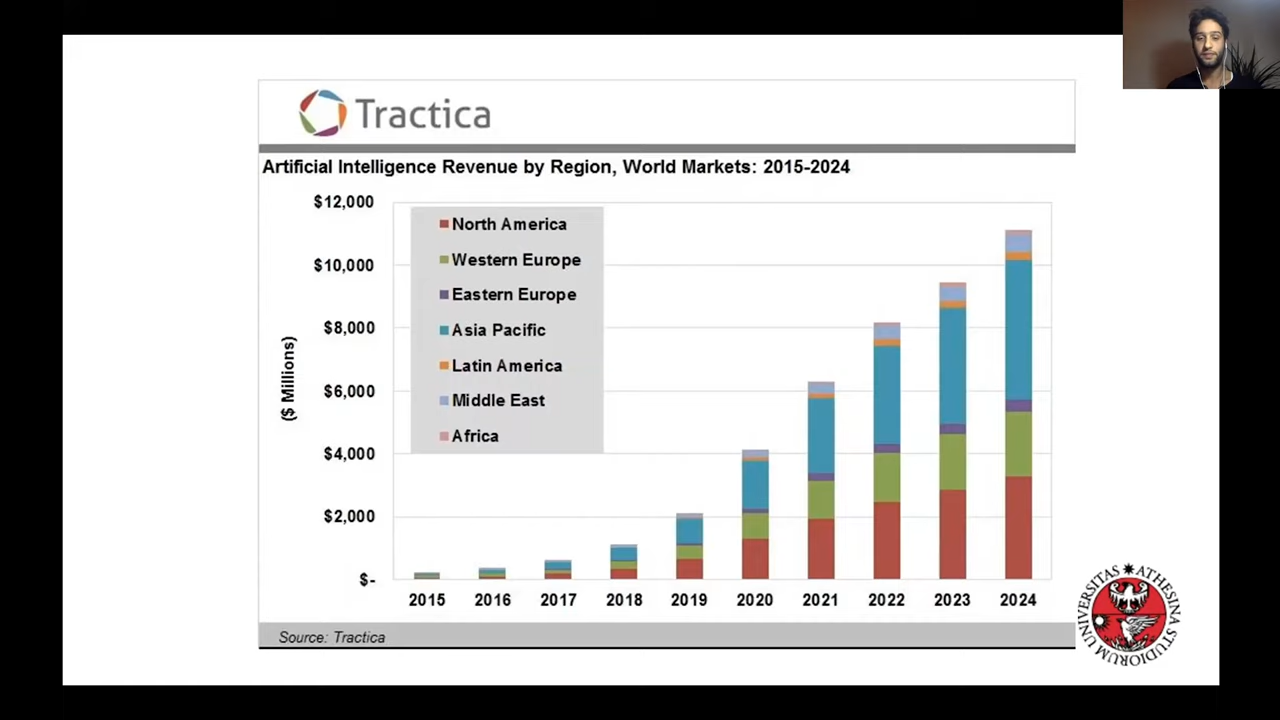 Tractica
Artificial Intelligence Revenue by Region, World Markets: 2015-2024
$12,000
$10,000
$8,000
$6,000
$4,000
$2,000
$-
($ Millions)
North America
Western Europe
Eastern Europe
Asia Pacific
Latin America
Middle East
Africa
2015 2016 2017 2018 2019 2020 2021 2022 2023 2024
Source: Tractica
UNIVERSITAS ATHESINA STUDIORUM